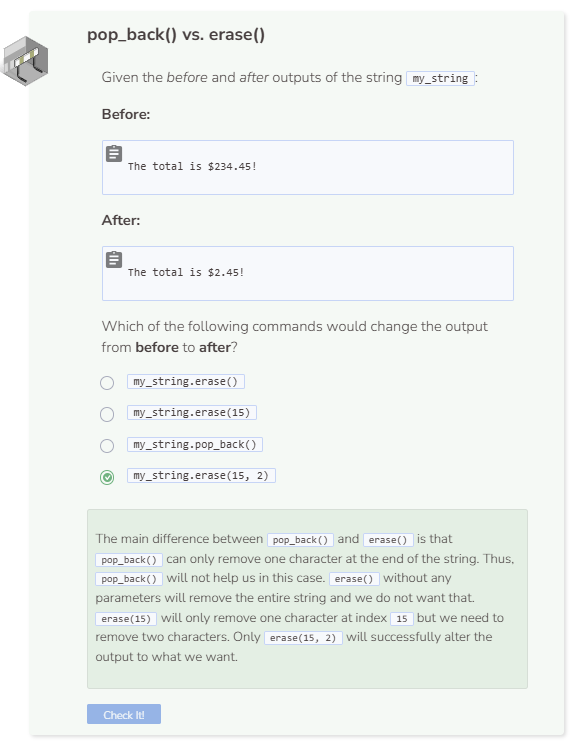 pop_back() vs. erase()
Given the before and after outputs of the string my_string:
Before:
The total is $234.45!
After:
The total is $2.45!
Which of the following commands would change the output
from before to after?
my_string.erase()
my_string.erase(15)
my_string.pop_back()
my_string.erase(15, 2)
The main difference between pop_back() and erase() is that
pop_back() can only remove one character at the end of the string. Thus,
pop_back() will not help us in this case. erase() without any
parameters will remove the entire string and we do not want that.
erase(15) will only remove one character at index 15 but we need to
remove two characters. Only erase(15, 2) will successfully alter the
output to what we want.
Check It!